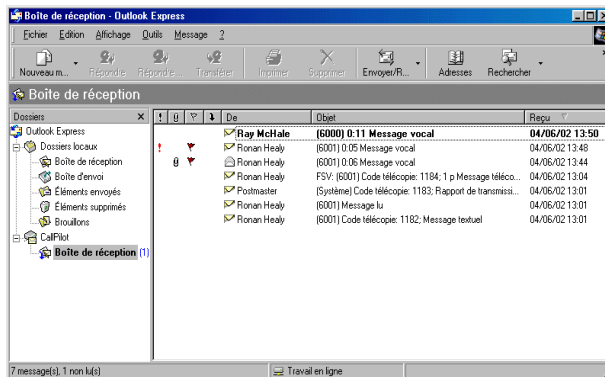 Boîte de réception - Outlook Express
Fichier Edition Affichage Outils Message ?
Nouveau m... Répondre Répondre... Transférer Imprimer Supprimer Envoyer/R... Adresses Rechercher
Boîte de réception
Dossiers
Outlook Express
Dossiers locaux
Boîte de réception
Boîte d'envoi
Éléments envoyés
Éléments supprimés
Brouillons
CallPilot
Boîte de réception (1)
De Objet Reçu
Ray McHale (6000) 0:11 Message vocal 04/06/02 13:50
Ronan Healy (6001) 0:05 Message vocal 04/06/02 13:48
Ronan Healy (6001) 0:06 Message vocal 04/06/02 13:44
Ronan Healy FSV: (6001) Code télécopie: 1184; 1 p Message téléco... 04/06/02 13:04
Postmaster (Système) Code télécopie: 1183; Rapport de transmissi... 04/06/02 13:01
Ronan Healy (6001) Message lu 04/06/02 13:01
Ronan Healy (6001) Code télécopie: 1182; Message textuel 04/06/02 13:01
7 message(s), 1 non lu(s) Travail en ligne